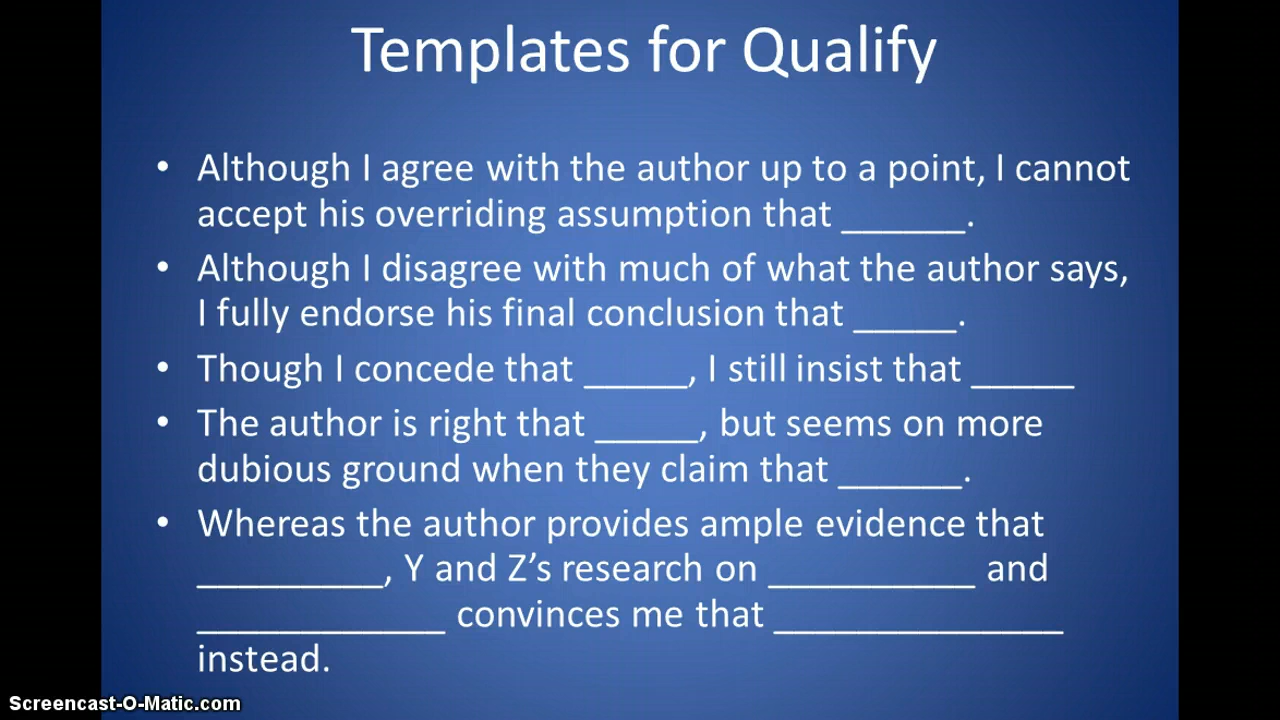 Templates for Qualify
• Although I agree with the author up to a point, I cannot
accept his overriding assumption that ______.
• Although I disagree with much of what the author says,
I fully endorse his final conclusion that _____.
• Though I concede that _____, I still insist that _____
• The author is right that _____, but seems on more
dubious ground when they claim that ______.
• Whereas the author provides ample evidence that
_________, Y and Z’s research on __________ and
____________ convinces me that ______________
instead.
Screencast-O-Matic.com